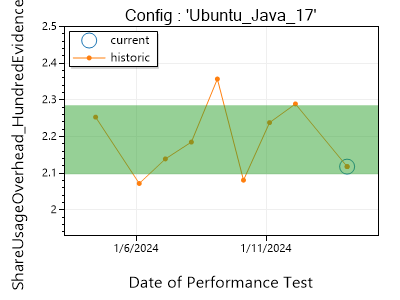 Config : 'Ubuntu_Java_17'
ShareUsageOverhead_HundredEvidence
2.5
2.4
2.3
2.2
2.1
2
current
historic
1/6/2024
1/11/2024
Date of Performance Test